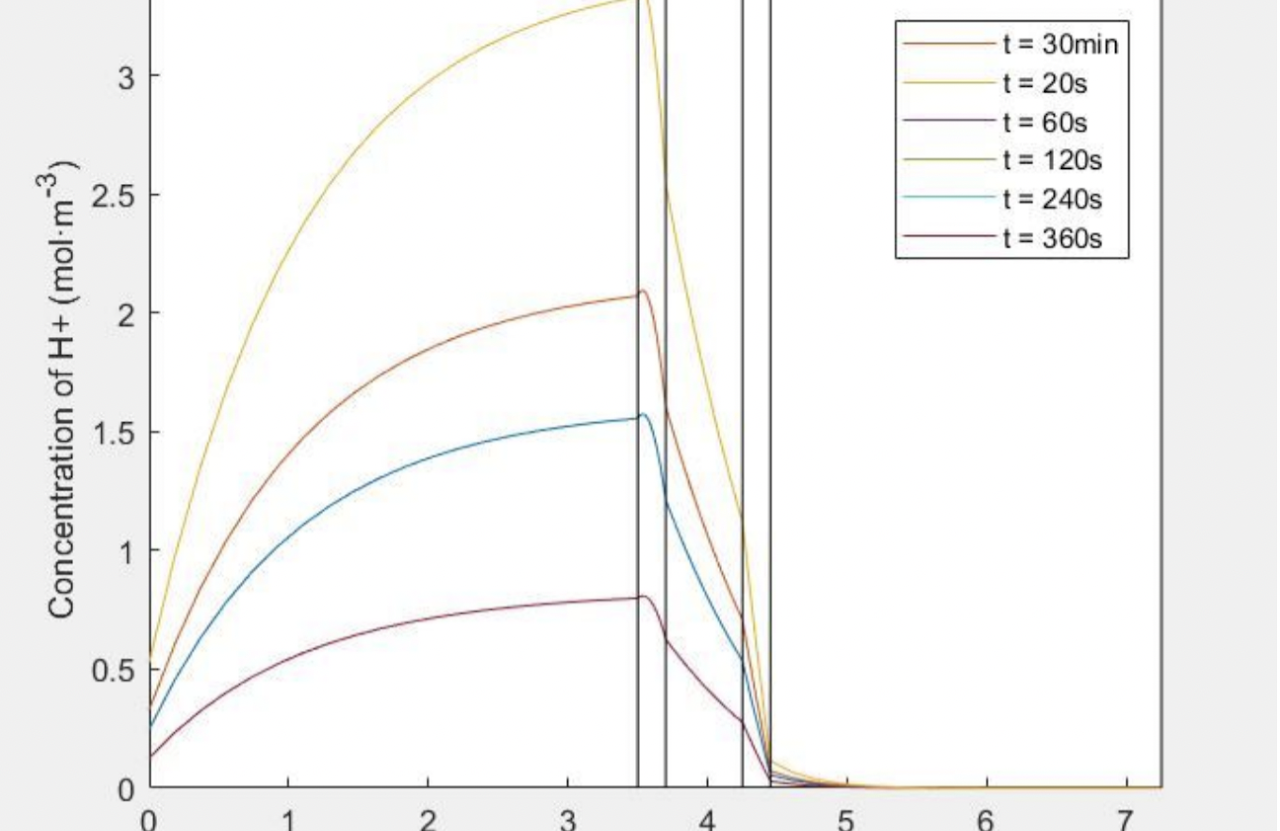 Concentration of H+ (mol·m-3)
3
2.5
2
1.5
1
0.5
0
0 1 2 3 4 5 6 7
t = 30min
t = 20s
t = 60s
t = 120s
t = 240s
t = 360s